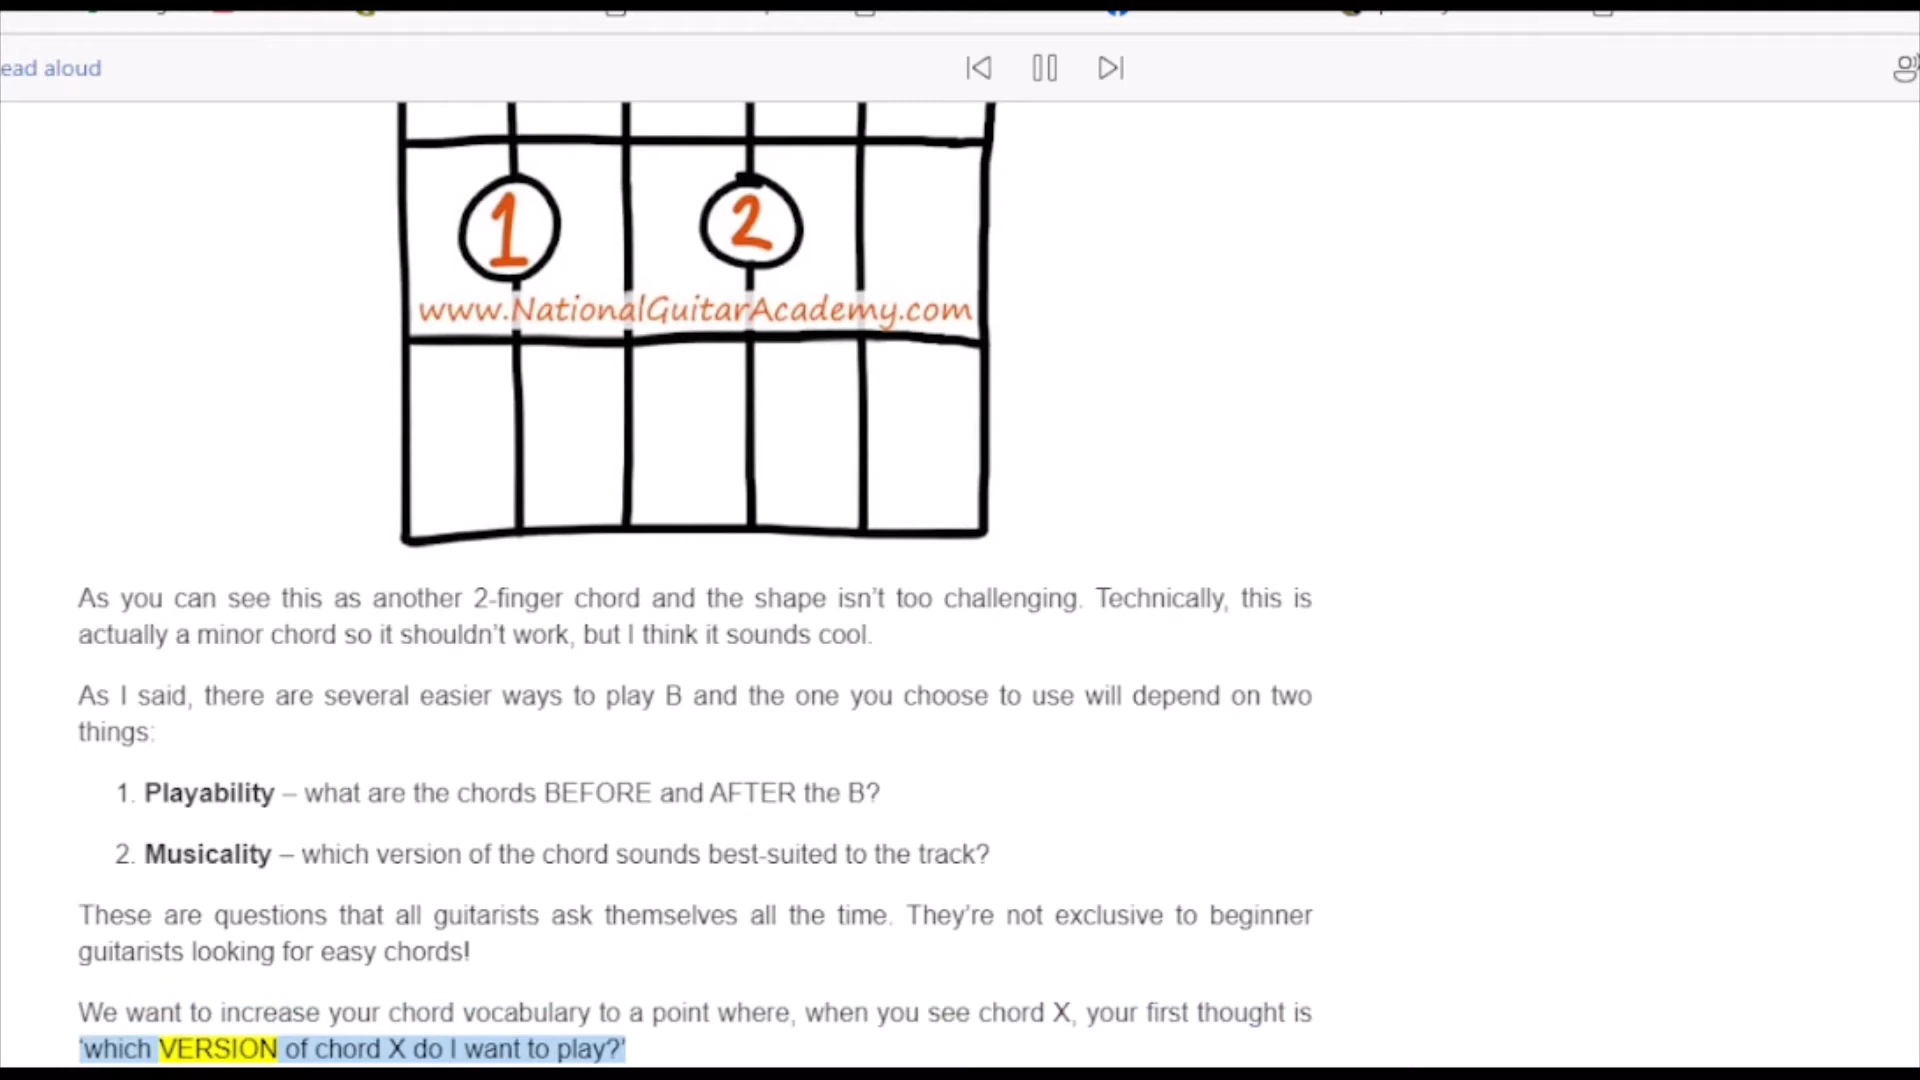 ead aloud
1 2
www.NationalGuitarAcademy.com
As you can see this as another 2-finger chord and the shape isn't too challenging. Technically, this is
actually a minor chord so it shouldn't work, but I think it sounds cool.
As I said, there are several easier ways to play B and the one you choose to use will depend on two
things:
1. Playability – what are the chords BEFORE and AFTER the B?
2. Musicality – which version of the chord sounds best-suited to the track?
These are questions that all guitarists ask themselves all the time. They're not exclusive to beginner
guitarists looking for easy chords!
We want to increase your chord vocabulary to a point where, when you see chord X, your first thought is
'which VERSION of chord X do I want to play?'